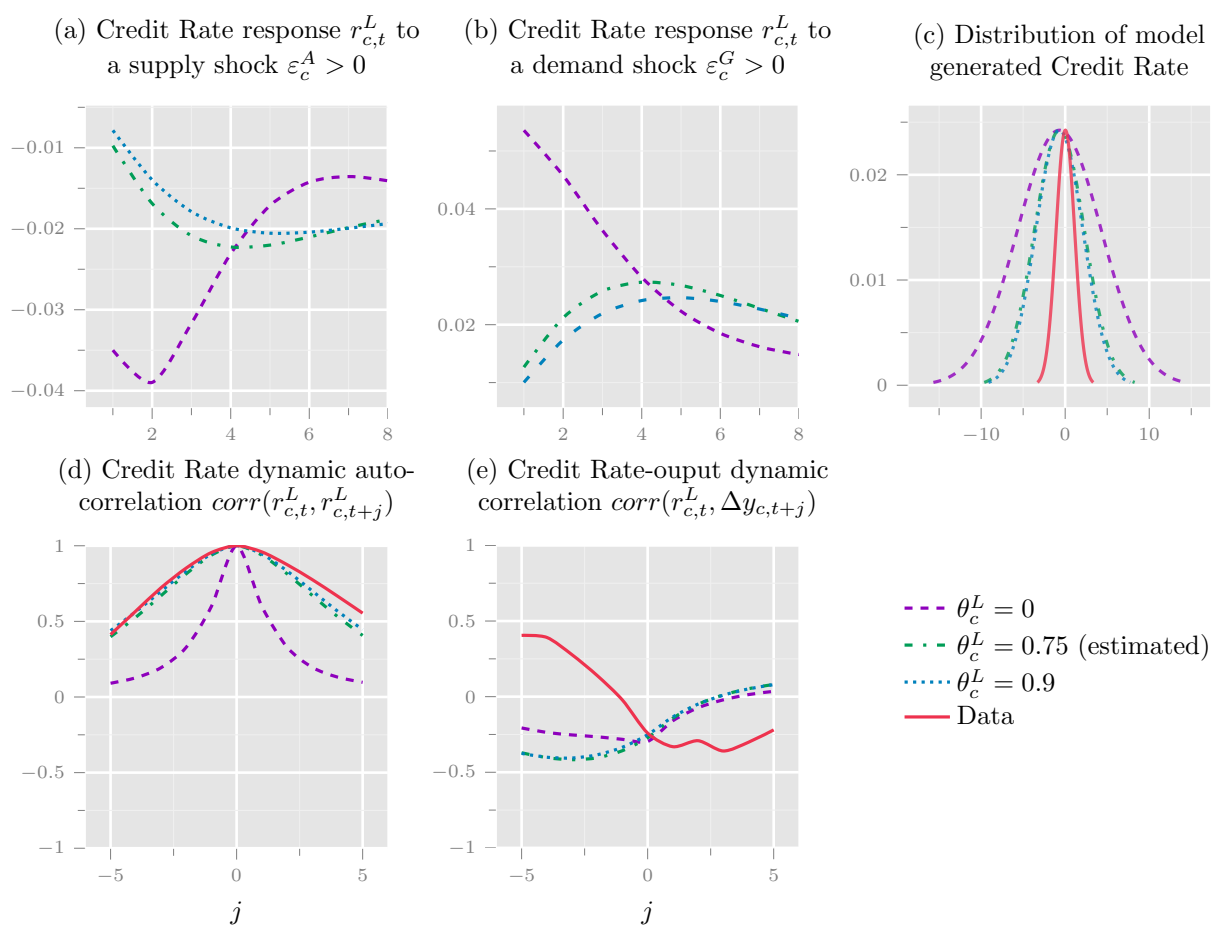 (a) Credit Rate response r^L_{c,t} to
a supply shock ε^A_c > 0
(b) Credit Rate response r^L_{c,t} to
a demand shock ε^G_c > 0
(c) Distribution of model
generated Credit Rate
−0.01
−0.02
−0.03
−0.04
2 4 6 8
0.04
0.02
2 4 6 8
0.02
0.01
0
−10 0 10
(d) Credit Rate dynamic auto-
correlation corr(r^L_{c,t}, r^L_{c,t+j})
(e) Credit Rate-ouput dynamic
correlation corr(r^L_{c,t}, Δy_{c,t+j})
1
0.5
0
−0.5
−1
−5 0 5
j
1
0.5
0
−0.5
−1
−5 0 5
j
θ^L_c = 0
θ^L_c = 0.75 (estimated)
θ^L_c = 0.9
Data